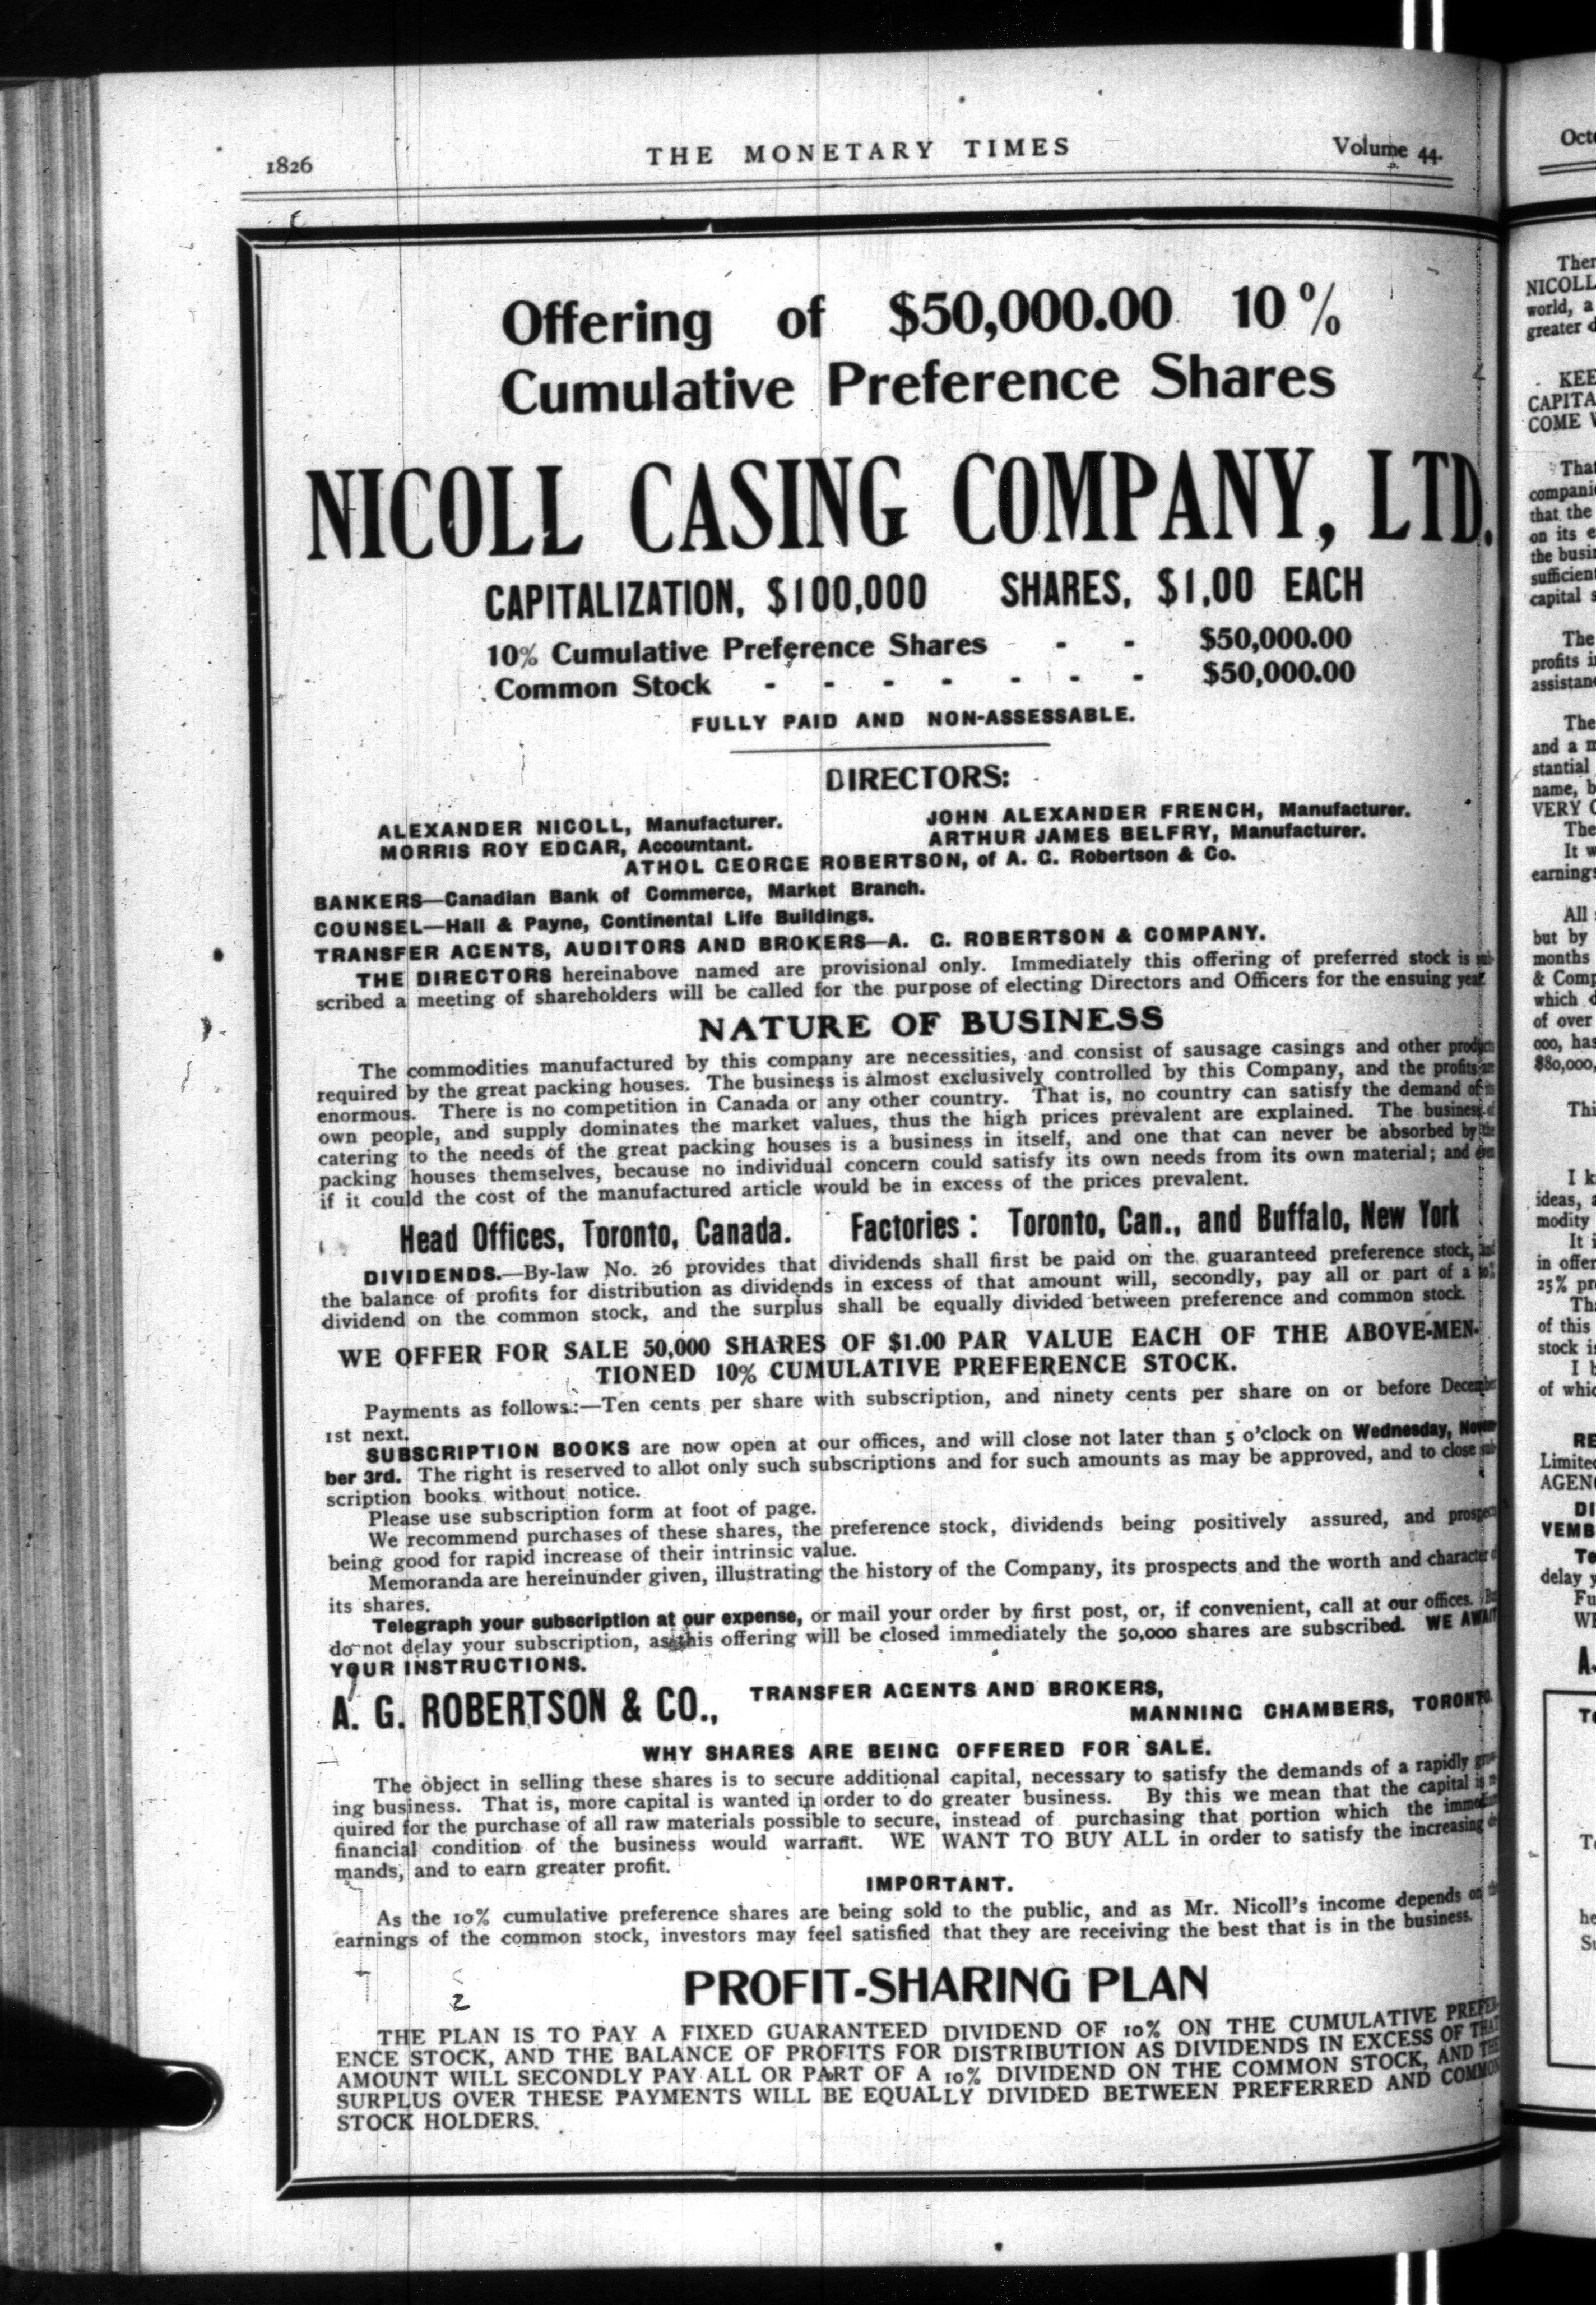 1826
THE MONETARY TIMES
Volume 44.
Offering of $50,000.00 10%
Cumulative Preference Shares
NICOLL CASING COMPANY, LTD.
CAPITALIZATION, $100,000 SHARES, $1.00 EACH
10% Cumulative Preference Shares - - $50,000.00
Common Stock - - - - - - - $50,000.00
FULLY PAID AND NON-ASSESSABLE.
DIRECTORS:
ALEXANDER NICOLL, Manufacturer.
JOHN ALEXANDER FRENCH, Manufacturer.
MORRIS ROY EDGAR, Accountant.
ARTHUR JAMES BELFRY, Manufacturer.
ATHOL GEORGE ROBERTSON, of A. G. Robertson & Co.
BANKERS—Canadian Bank of Commerce, Market Branch.
COUNSEL—Hall & Payne, Continental Life Buildings.
TRANSFER AGENTS, AUDITORS AND BROKERS—A. G. ROBERTSON & COMPANY.
THE DIRECTORS hereinabove named are provisional only. Immediately this offering of preferred stock is sub-
scribed a meeting of shareholders will be called for the purpose of electing Directors and Officers for the ensuing year.
NATURE OF BUSINESS
The commodities manufactured by this company are necessities, and consist of sausage casings and other products
required by the great packing houses. The business is almost exclusively controlled by this Company, and the profits are
enormous. There is no competition in Canada or any other country. That is, no country can satisfy the demand of its
own people, and supply dominates the market values, thus the high prices prevalent are explained. The business of
catering to the needs of the great packing houses is a business in itself, and one that can never be absorbed by the
packing houses themselves, because no individual concern could satisfy its own needs from its own material; and even
if it could the cost of the manufactured article would be in excess of the prices prevalent.
Head Offices, Toronto, Canada. Factories: Toronto, Can., and Buffalo, New York
DIVIDENDS.—By-law No. 26 provides that dividends shall first be paid on the guaranteed preference stock, and
the balance of profits for distribution as dividends in excess of that amount will, secondly, pay all or part of a 10%
dividend on the common stock, and the surplus shall be equally divided between preference and common stock.
WE OFFER FOR SALE 50,000 SHARES OF $1.00 PAR VALUE EACH OF THE ABOVE-MEN-
TIONED 10% CUMULATIVE PREFERENCE STOCK.
Payments as follows:—Ten cents per share with subscription, and ninety cents per share on or before December
1st next.
SUBSCRIPTION BOOKS are now open at our offices, and will close not later than 5 o'clock on Wednesday, Novem-
ber 3rd. The right is reserved to allot only such subscriptions and for such amounts as may be approved, and to close sub-
scription books without notice.
Please use subscription form at foot of page.
We recommend purchases of these shares, the preference stock, dividends being positively assured, and prospects
being good for rapid increase of their intrinsic value.
Memoranda are hereinunder given, illustrating the history of the Company, its prospects and the worth and character of
its shares.
Telegraph your subscription at our expense, or mail your order by first post, or, if convenient, call at our offices. But
do not delay your subscription, as this offering will be closed immediately the 50,000 shares are subscribed. WE AWAIT
YOUR INSTRUCTIONS.
A. G. ROBERTSON & CO., TRANSFER AGENTS AND BROKERS,
MANNING CHAMBERS, TORONTO.
WHY SHARES ARE BEING OFFERED FOR SALE.
The object in selling these shares is to secure additional capital, necessary to satisfy the demands of a rapidly grow-
ing business. That is, more capital is wanted in order to do greater business. By this we mean that the capital is re-
quired for the purchase of all raw materials possible to secure, instead of purchasing that portion which the immediate
financial condition of the business would warrant. WE WANT TO BUY ALL in order to satisfy the increasing de-
mands, and to earn greater profit.
IMPORTANT.
As the 10% cumulative preference shares are being sold to the public, and as Mr. Nicoll's income depends on the
earnings of the common stock, investors may feel satisfied that they are receiving the best that is in the business.
PROFIT-SHARING PLAN
THE PLAN IS TO PAY A FIXED GUARANTEED DIVIDEND OF 10% ON THE CUMULATIVE PREFER-
ENCE STOCK, AND THE BALANCE OF PROFITS FOR DISTRIBUTION AS DIVIDENDS IN EXCESS OF THAT
AMOUNT WILL SECONDLY PAY ALL OR PART OF A 10% DIVIDEND ON THE COMMON STOCK, AND THE
SURPLUS OVER THESE PAYMENTS WILL BE EQUALLY DIVIDED BETWEEN PREFERRED AND COMMON
STOCK HOLDERS.